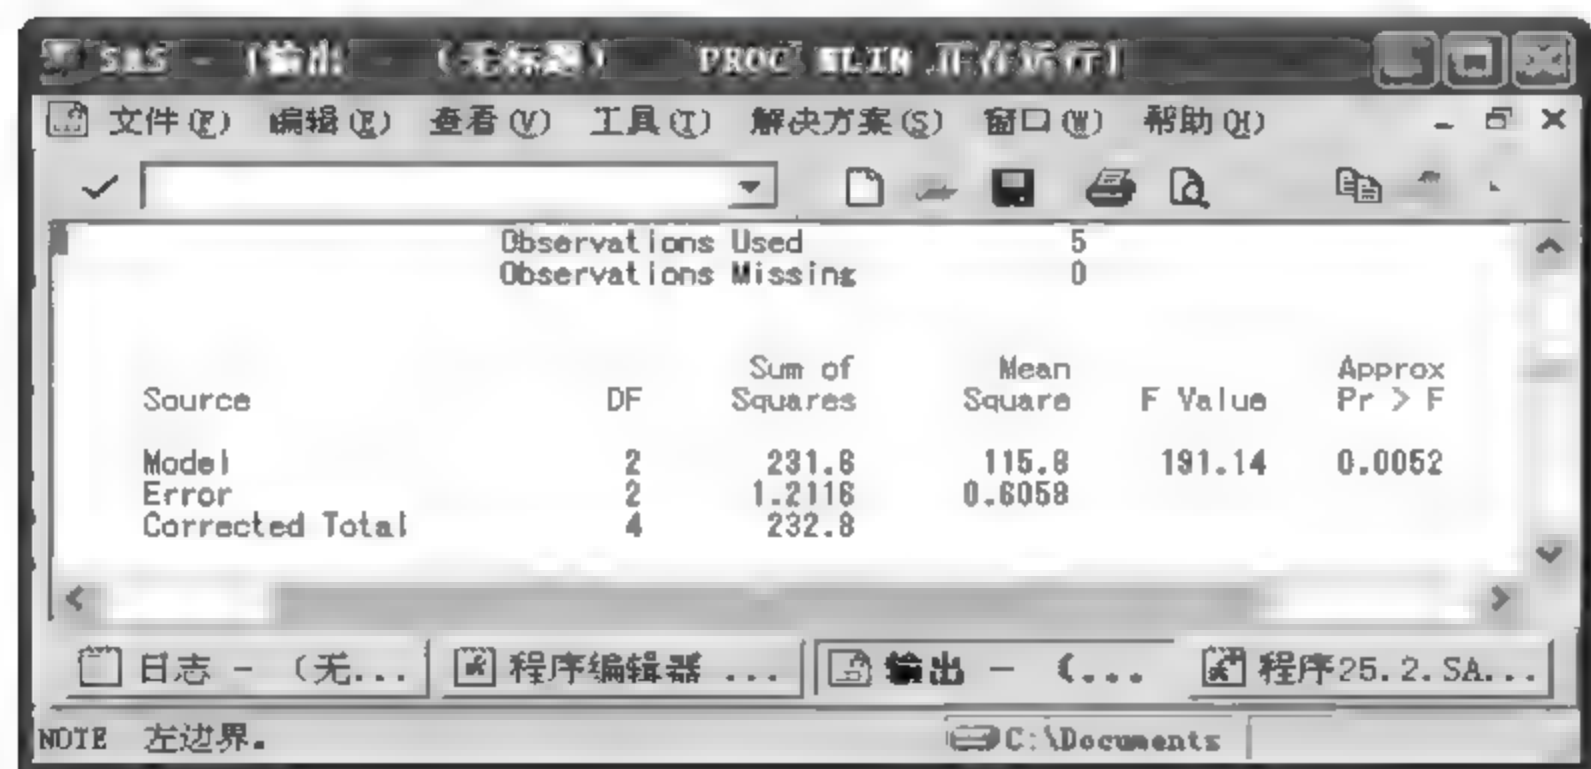 SAS - (输出 - (无标题) PROC NLIN 正在运行)
文件(F) 编辑(E) 查看(V) 工具(T) 解决方案(S) 窗口(W) 帮助(H)
Observations Used 5
Observations Missing 0
Sum of Mean Approx
Source DF Squares Square F Value Pr > F
Model 2 231.6 115.8 191.14 0.0052
Error 2 1.2116 0.6058
Corrected Total 4 232.8
日志 - (无... 程序编辑器 ... 输出 - (... 程序25.2.SA...
NOTE 左边界。 C:\Documents